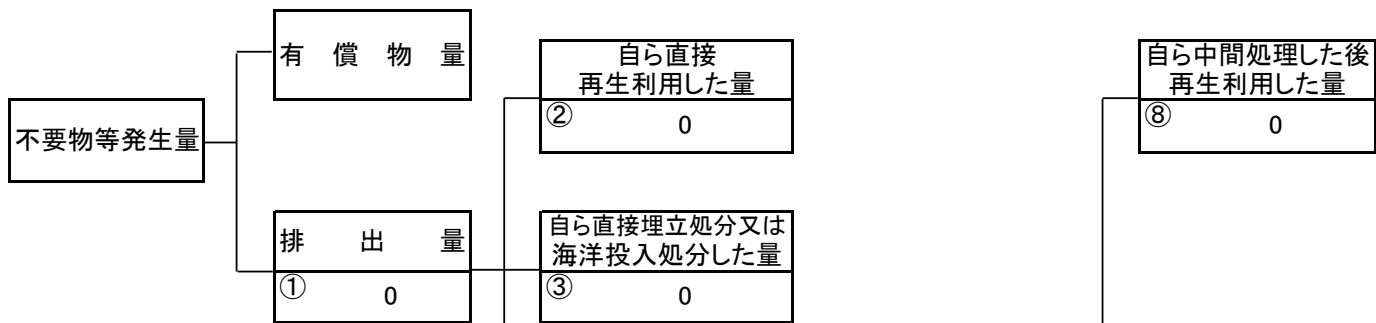 有償物量
自ら直接
再生利用した量
② 0
自ら中間処理した後
再生利用した量
⑧ 0
不要物等発生量
排出量
① 0
自ら直接埋立処分又は
海洋投入処分した量
③ 0